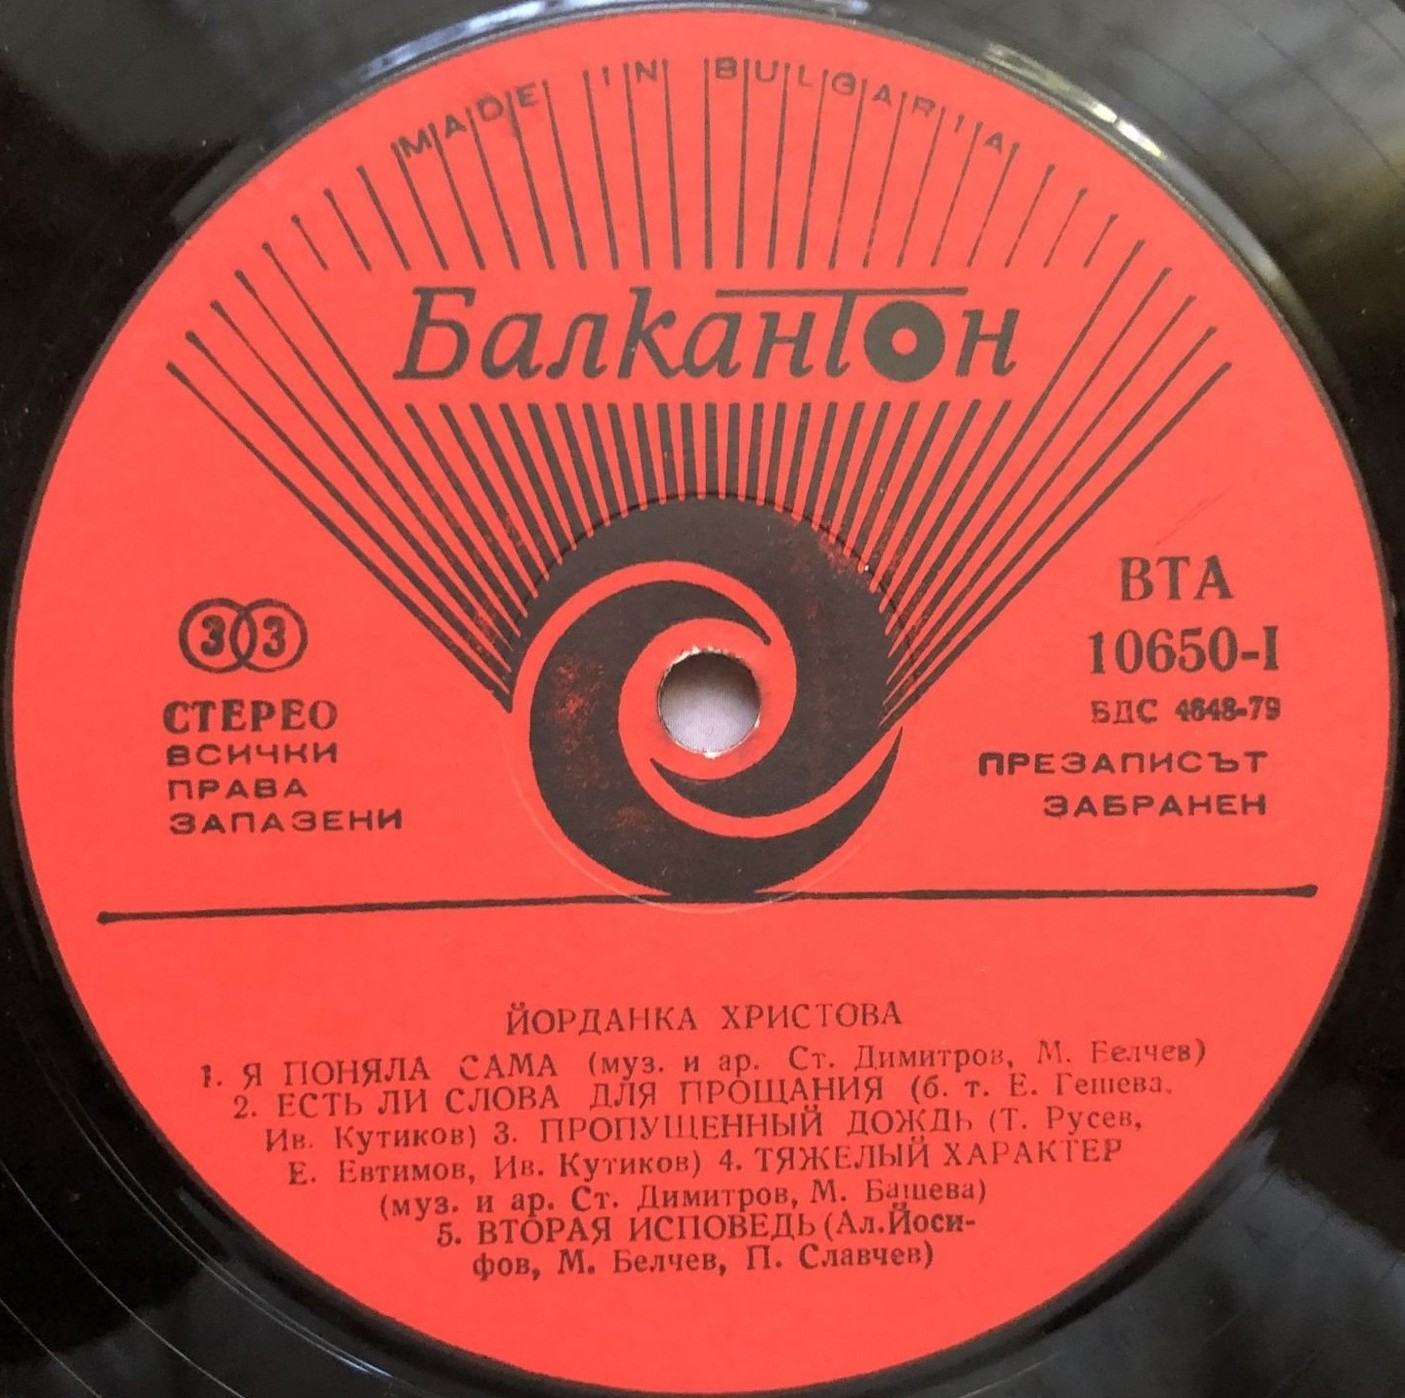 MADE IN BULGARIA
Балкантон
33
СТЕРЕО
ВСИЧКИ
ПРАВА
ЗАПАЗЕНИ
ВТА
10650-I
БДС 4648-79
ПРЕЗАПИСЪТ
ЗАБРАНЕН
ЙОРДАНКА ХРИСТОВА
1. Я ПОНЯЛА САМА (муз. и ар. Ст. Димитров, М. Белчев)
2. ЕСТЬ ЛИ СЛОВА ДЛЯ ПРОЩАНИЯ (б. т. Е. Гешева.
Ив. Кутиков) 3. ПРОПУЩЕННЫЙ ДОЖДЬ (Т. Русев,
Е. Евтимов, Ив. Кутиков) 4. ТЯЖЕЛЫЙ ХАРАКТЕР
(муз. и ар. Ст. Димитров, М. Башева)
5. ВТОРАЯ ИСПОВЕДЬ (Ал.Йоси-
фов, М. Белчев, П. Славчев)